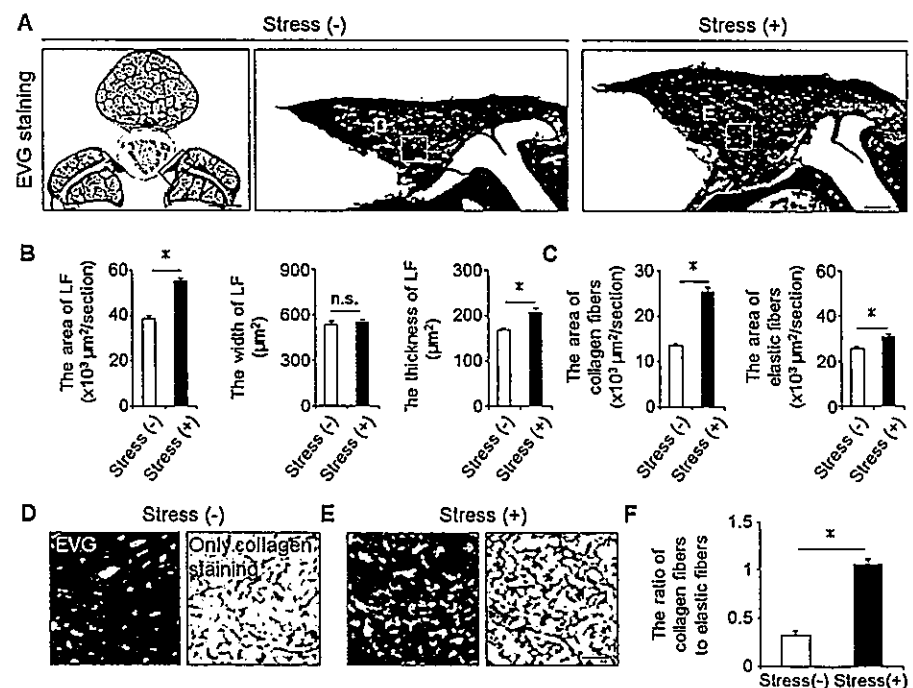 A
Stress (-)
Stress (+)
EVG staining
D
E
B
The area of LF
(x10³ µm²/section)
60
40
20
0
*
Stress (-)
Stress (+)
The width of LF
(µm²)
900
600
300
0
n.s.
Stress (-)
Stress (+)
he thickness of LF
(µm²)
300
200
100
0
*
Stress (-)
Stress (+)
C
The area of
collagen fibers
(x10³ µm²/section)
30
20
10
0
*
Stress (-)
Stress (+)
The area of
elastic fibers
(x10³ µm²/section)
60
40
20
0
*
Stress (-)
Stress (+)
D
Stress (-)
EVG
Only collagen
staining
E
Stress (+)
F
The ratio of
collagen fibers
to elastic fibers
1.5
1
0.5
0
*
Stress(-)
Stress(+)